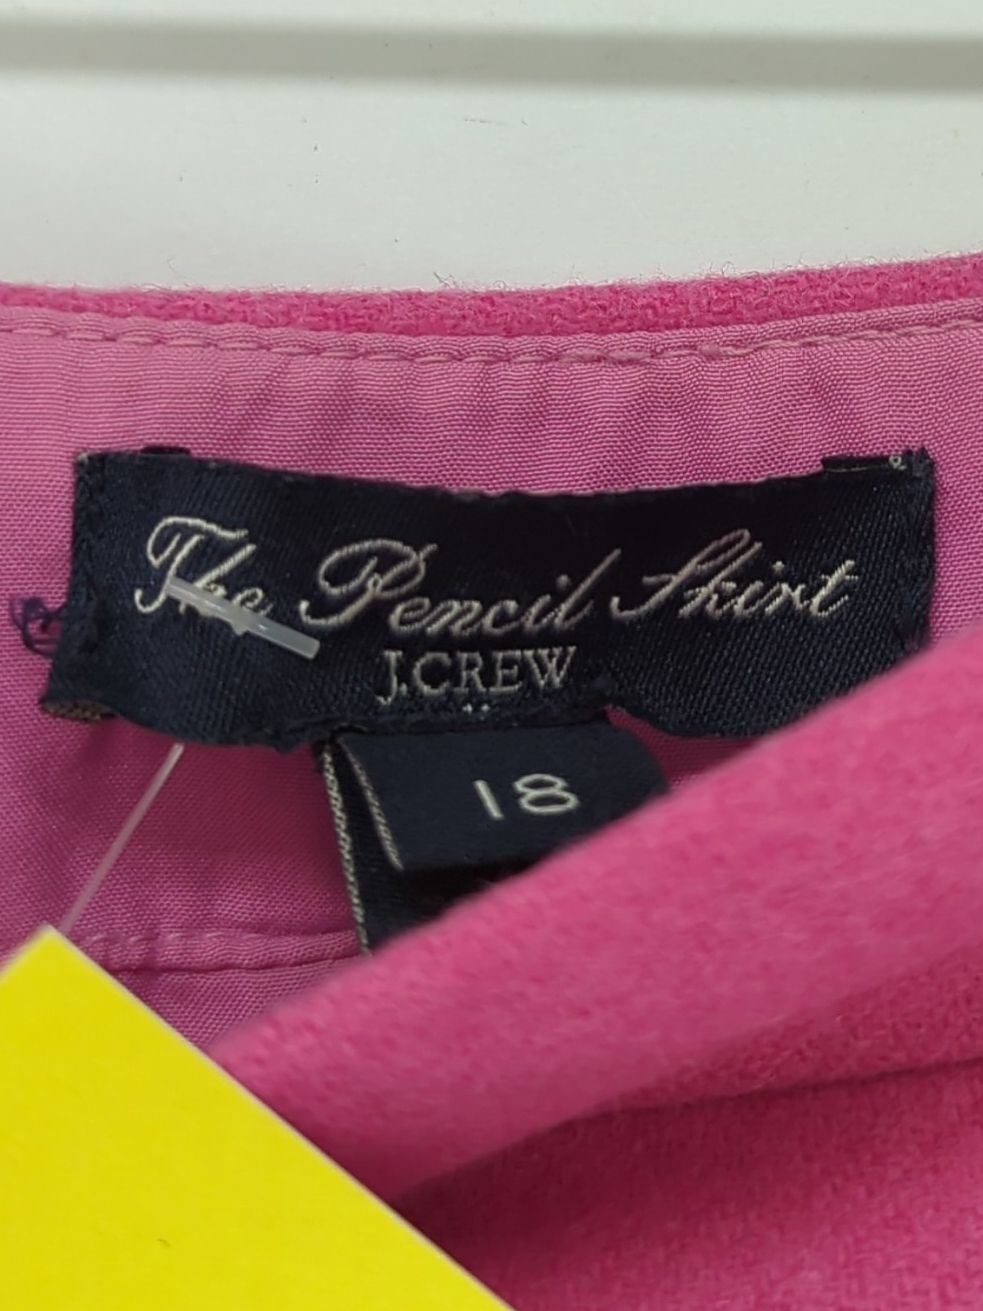 The Pencil Skirt
J.CREW
18